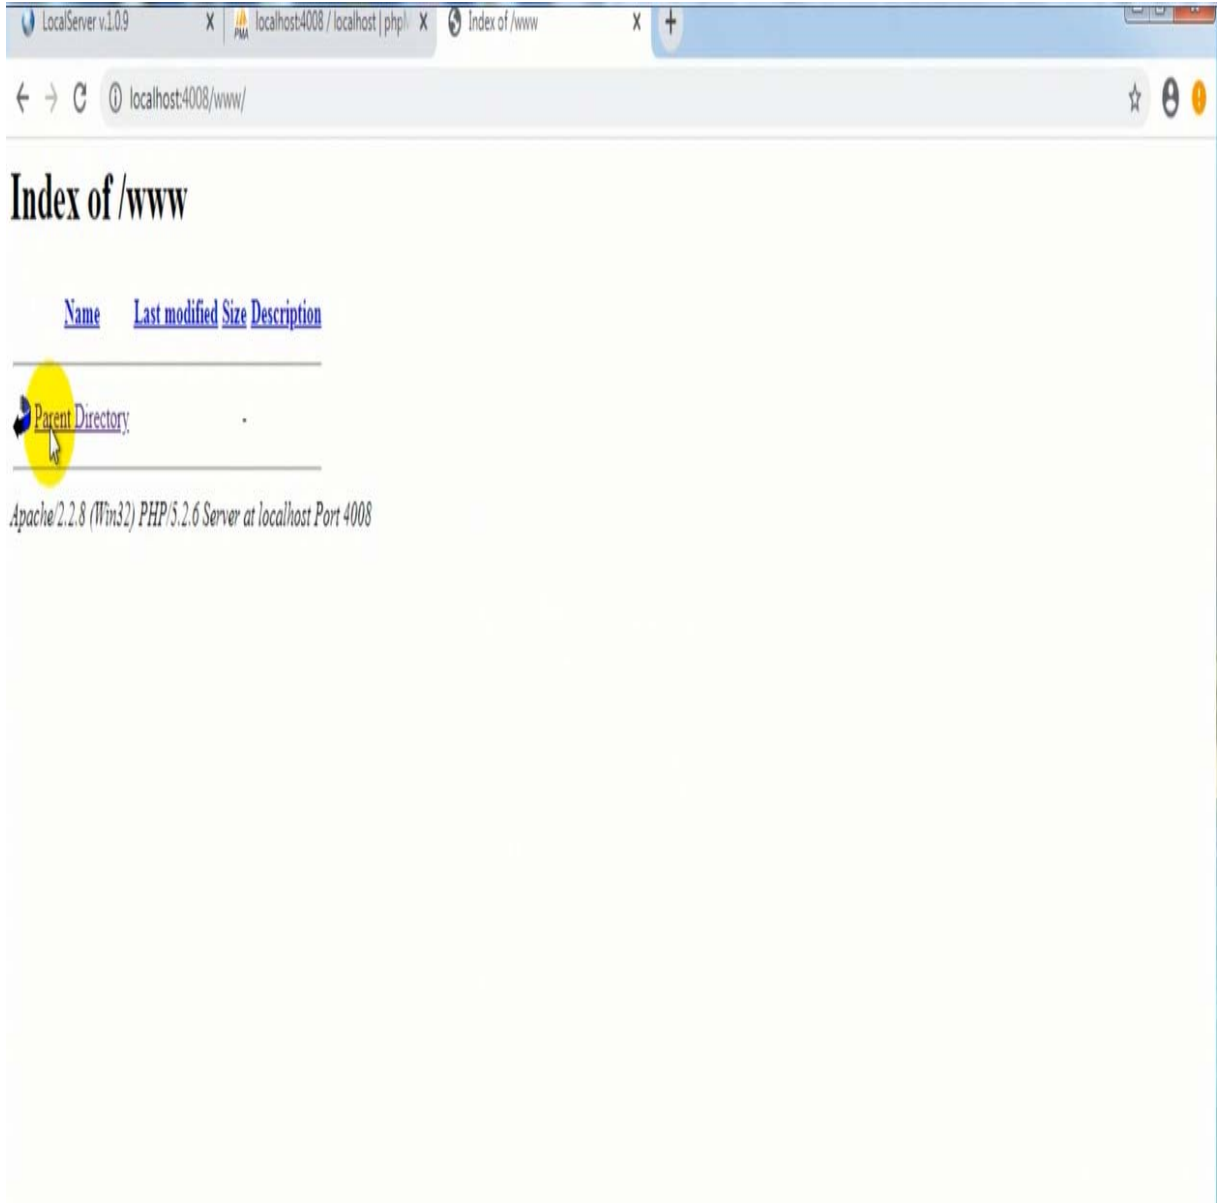 LocalServer v.1.0.9
PMA localhost:4008 / localhost | php
Index of /www
localhost:4008/www/
Index of /www
Name Last modified Size Description
Parent Directory -
Apache/2.2.8 (Win32) PHP/5.2.6 Server at localhost Port 4008